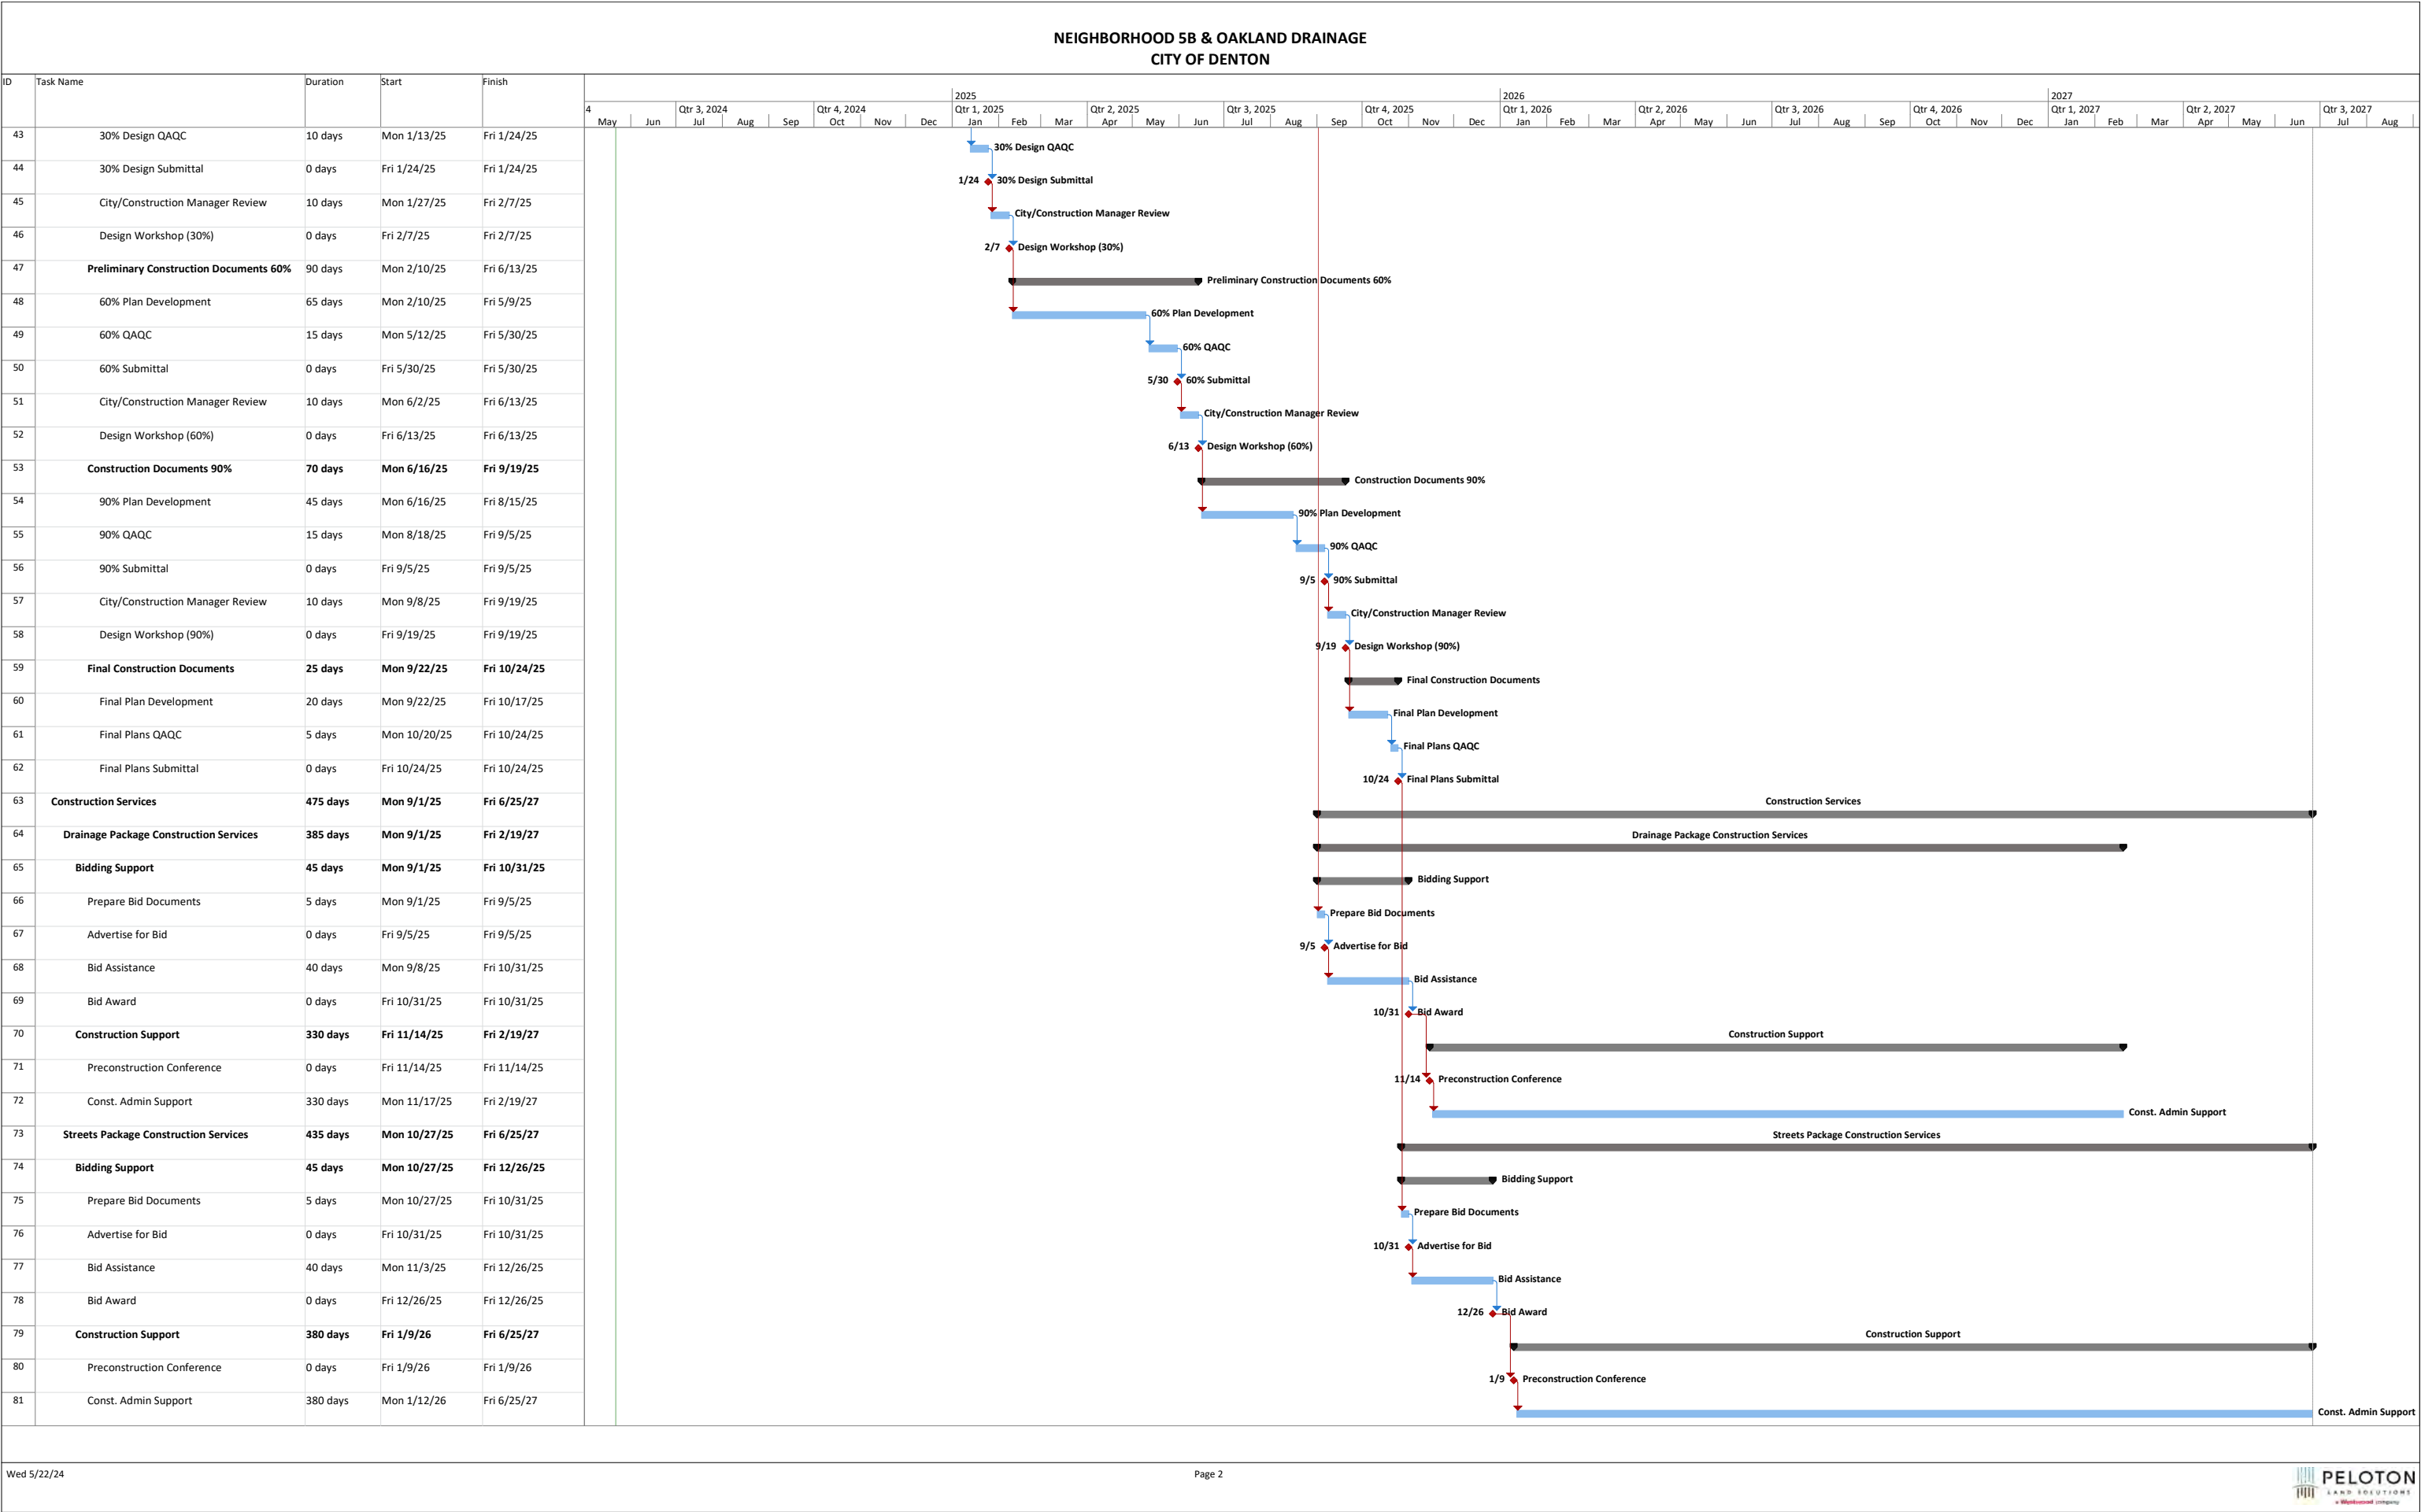 NEIGHBORHOOD 5B & OAKLAND DRAINAGE
CITY OF DENTON
ID Task Name Duration Start Finish
2025 2026 2027
4 Qtr 3, 2024 Qtr 4, 2024 Qtr 1, 2025 Qtr 2, 2025 Qtr 3, 2025 Qtr 4, 2025 Qtr 1, 2026 Qtr 2, 2026 Qtr 3, 2026 Qtr 4, 2026 Qtr 1, 2027 Qtr 2, 2027 Qtr 3, 2027
May Jun Jul Aug Sep Oct Nov Dec Jan Feb Mar Apr May Jun Jul Aug Sep Oct Nov Dec Jan Feb Mar Apr May Jun Jul Aug Sep Oct Nov Dec Jan Feb Mar Apr May Jun Jul Aug
43 30% Design QAQC 10 days Mon 1/13/25 Fri 1/24/25
30% Design QAQC
44 30% Design Submittal 0 days Fri 1/24/25 Fri 1/24/25
1/24 30% Design Submittal
45 City/Construction Manager Review 10 days Mon 1/27/25 Fri 2/7/25
City/Construction Manager Review
46 Design Workshop (30%) 0 days Fri 2/7/25 Fri 2/7/25
2/7 Design Workshop (30%)
47 Preliminary Construction Documents 60% 90 days Mon 2/10/25 Fri 6/13/25
Preliminary Construction Documents 60%
48 60% Plan Development 65 days Mon 2/10/25 Fri 5/9/25
60% Plan Development
49 60% QAQC 15 days Mon 5/12/25 Fri 5/30/25
60% QAQC
50 60% Submittal 0 days Fri 5/30/25 Fri 5/30/25
5/30 60% Submittal
51 City/Construction Manager Review 10 days Mon 6/2/25 Fri 6/13/25
City/Construction Manager Review
52 Design Workshop (60%) 0 days Fri 6/13/25 Fri 6/13/25
6/13 Design Workshop (60%)
53 Construction Documents 90% 70 days Mon 6/16/25 Fri 9/19/25
Construction Documents 90%
54 90% Plan Development 45 days Mon 6/16/25 Fri 8/15/25
90% Plan Development
55 90% QAQC 15 days Mon 8/18/25 Fri 9/5/25
90% QAQC
56 90% Submittal 0 days Fri 9/5/25 Fri 9/5/25
9/5 90% Submittal
57 City/Construction Manager Review 10 days Mon 9/8/25 Fri 9/19/25
City/Construction Manager Review
58 Design Workshop (90%) 0 days Fri 9/19/25 Fri 9/19/25
9/19 Design Workshop (90%)
59 Final Construction Documents 25 days Mon 9/22/25 Fri 10/24/25
Final Construction Documents
60 Final Plan Development 20 days Mon 9/22/25 Fri 10/17/25
Final Plan Development
61 Final Plans QAQC 5 days Mon 10/20/25 Fri 10/24/25
Final Plans QAQC
62 Final Plans Submittal 0 days Fri 10/24/25 Fri 10/24/25
10/24 Final Plans Submittal
63 Construction Services 475 days Mon 9/1/25 Fri 6/25/27
Construction Services
64 Drainage Package Construction Services 385 days Mon 9/1/25 Fri 2/19/27
Drainage Package Construction Services
65 Bidding Support 45 days Mon 9/1/25 Fri 10/31/25
Bidding Support
66 Prepare Bid Documents 5 days Mon 9/1/25 Fri 9/5/25
Prepare Bid Documents
67 Advertise for Bid 0 days Fri 9/5/25 Fri 9/5/25
9/5 Advertise for Bid
68 Bid Assistance 40 days Mon 9/8/25 Fri 10/31/25
Bid Assistance
69 Bid Award 0 days Fri 10/31/25 Fri 10/31/25
10/31 Bid Award
70 Construction Support 330 days Fri 11/14/25 Fri 2/19/27
Construction Support
71 Preconstruction Conference 0 days Fri 11/14/25 Fri 11/14/25
11/14 Preconstruction Conference
72 Const. Admin Support 330 days Mon 11/17/25 Fri 2/19/27
Const. Admin Support
73 Streets Package Construction Services 435 days Mon 10/27/25 Fri 6/25/27
Streets Package Construction Services
74 Bidding Support 45 days Mon 10/27/25 Fri 12/26/25
Bidding Support
75 Prepare Bid Documents 5 days Mon 10/27/25 Fri 10/31/25
Prepare Bid Documents
76 Advertise for Bid 0 days Fri 10/31/25 Fri 10/31/25
10/31 Advertise for Bid
77 Bid Assistance 40 days Mon 11/3/25 Fri 12/26/25
Bid Assistance
78 Bid Award 0 days Fri 12/26/25 Fri 12/26/25
12/26 Bid Award
79 Construction Support 380 days Fri 1/9/26 Fri 6/25/27
Construction Support
80 Preconstruction Conference 0 days Fri 1/9/26 Fri 1/9/26
1/9 Preconstruction Conference
81 Const. Admin Support 380 days Mon 1/12/26 Fri 6/25/27
Const. Admin Support
Wed 5/22/24 Page 2
PELOTON
LAND SOLUTIONS
a Westwood company